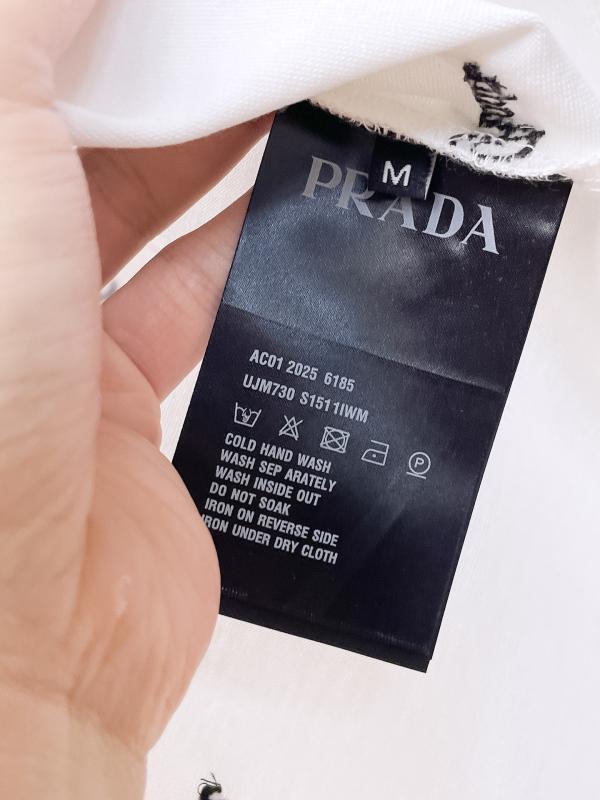 M
PRADA
AC01 2025 6185
UJM730 S1511IWM
P
COLD HAND WASH
WASH SEP ARATELY
WASH INSIDE OUT
DO NOT SOAK
IRON ON REVERSE SIDE
IRON UNDER DRY CLOTH